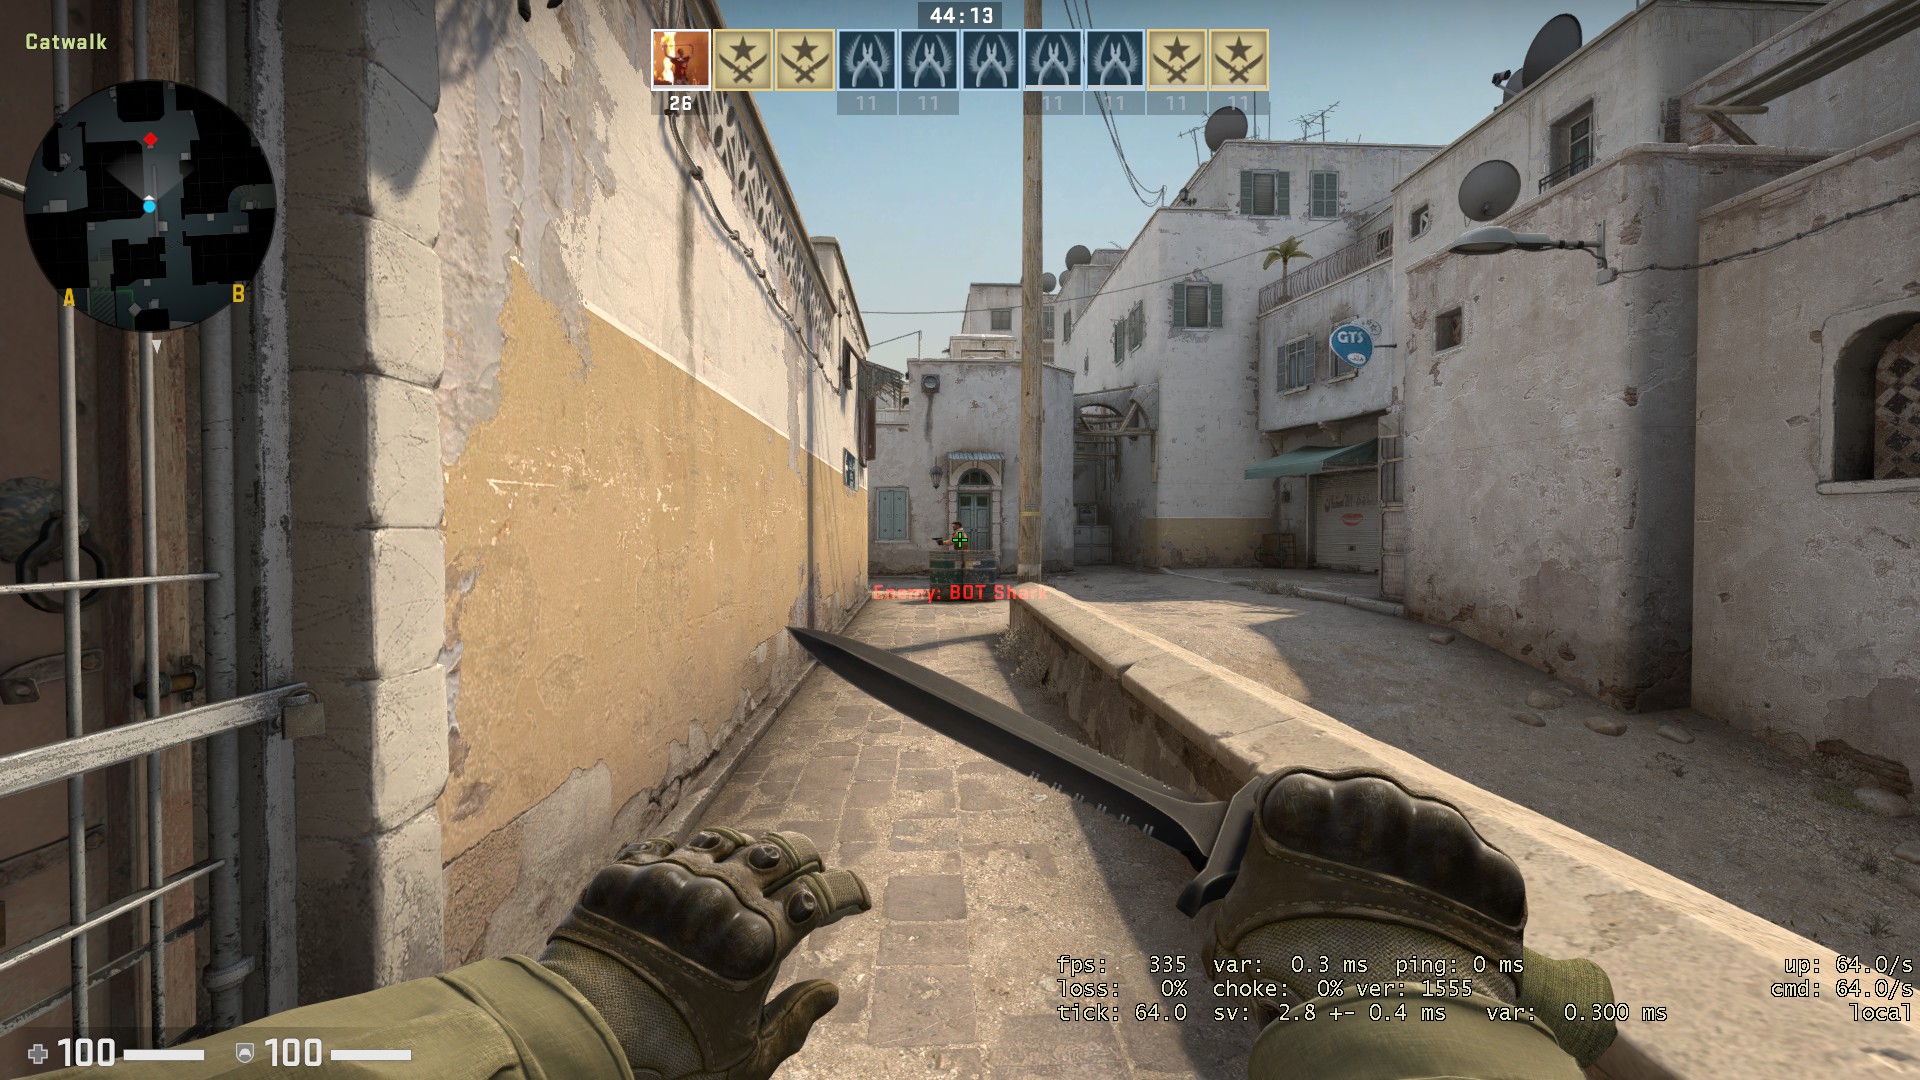 44:13
Catwalk
26
11 11 11 11 11 11
A
B
GTS
Enemy: BOT Shark
fps: 335 var: 0.3 ms ping: 0 ms
up: 64.0/s
loss: 0% choke: 0% ver: 1555
cmd: 64.0/s
tick: 64.0 sv: 2.8 +- 0.4 ms var: 0.300 ms
local
100
100